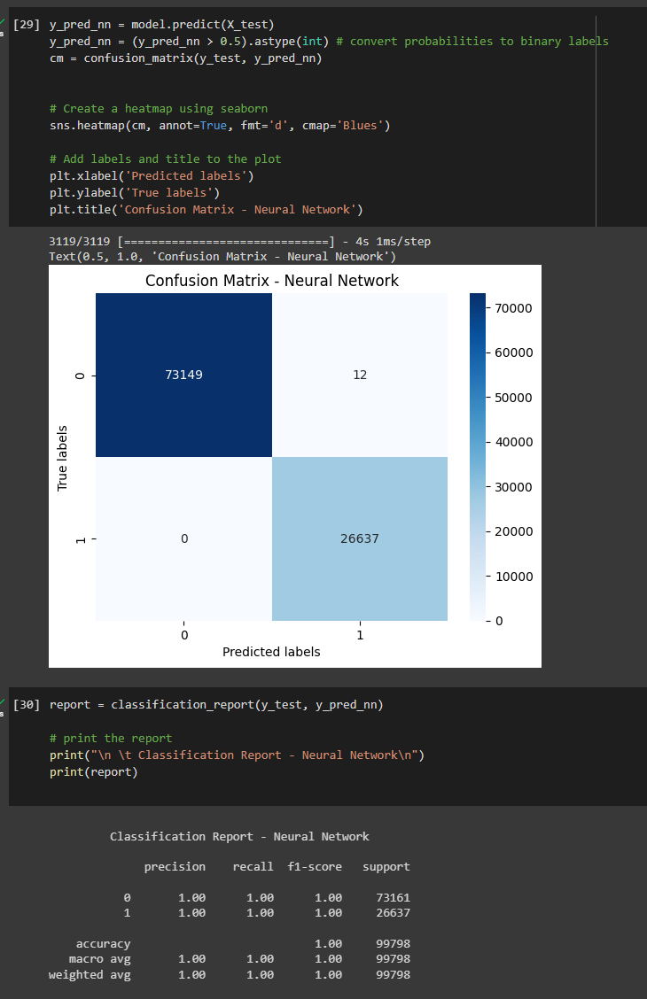 [29] y_pred_nn = model.predict(X_test)
y_pred_nn = (y_pred_nn > 0.5).astype(int) # convert probabilities to binary labels
cm = confusion_matrix(y_test, y_pred_nn)
# Create a heatmap using seaborn
sns.heatmap(cm, annot=True, fmt='d', cmap='Blues')
# Add labels and title to the plot
plt.xlabel('Predicted labels')
plt.ylabel('True labels')
plt.title('Confusion Matrix - Neural Network')
3119/3119 [==============================] - 4s 1ms/step
Text(0.5, 1.0, 'Confusion Matrix - Neural Network')
Confusion Matrix - Neural Network
True labels
0
1
73149
12
0
26637
0
1
Predicted labels
70000
60000
50000
40000
30000
20000
10000
0
[30] report = classification_report(y_test, y_pred_nn)
# print the report
print("\n \t Classification Report - Neural Network\n")
print(report)
Classification Report - Neural Network
precision recall f1-score support
0 1.00 1.00 1.00 73161
1 1.00 1.00 1.00 26637
accuracy 1.00 99798
macro avg 1.00 1.00 1.00 99798
weighted avg 1.00 1.00 1.00 99798